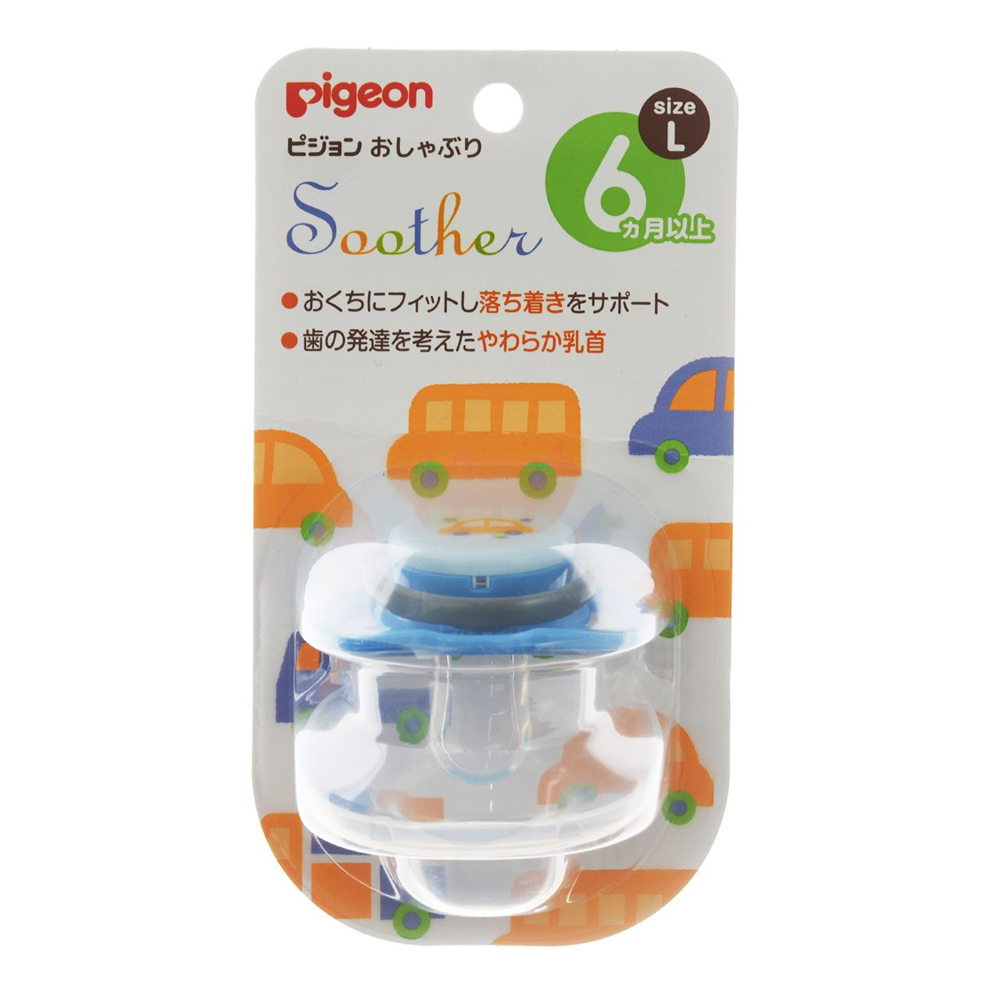 pigeon
ピジョン おしゃぶり
size
L
6
ヵ月以上
Soother
●おくちにフィットし落ち着きをサポート
●歯の発達を考えたやわらか乳首